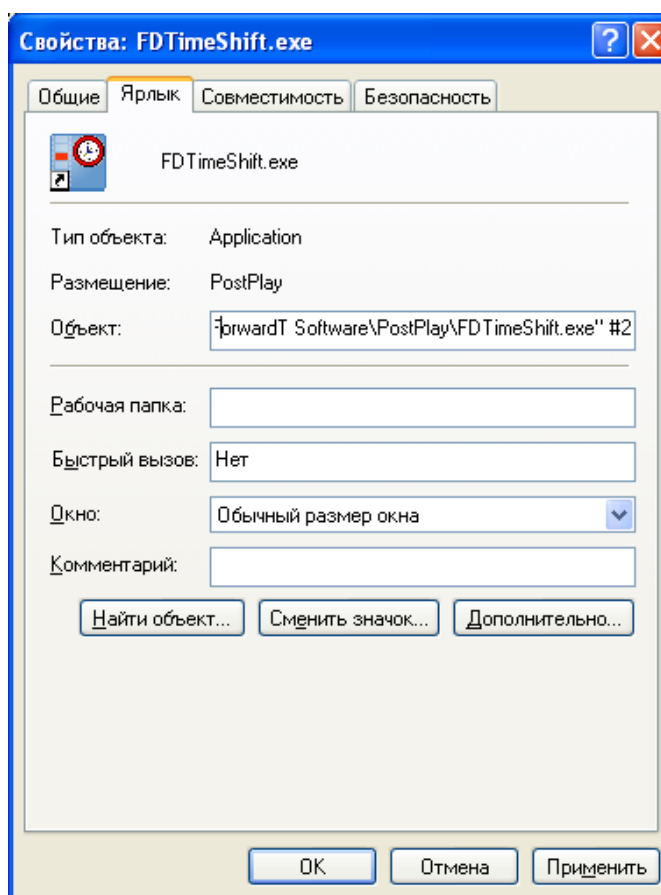 Свойства: FDTimeShift.exe
Общие Ярлык Совместимость Безопасность
FDTimeShift.exe
Тип объекта: Application
Размещение: PostPlay
Объект: ForwardT Software\PostPlay\FDTimeShift.exe" #2
Рабочая папка:
Быстрый вызов: Нет
Окно: Обычный размер окна
Комментарий:
Найти объект... Сменить значок... Дополнительно...
OK Отмена Применить